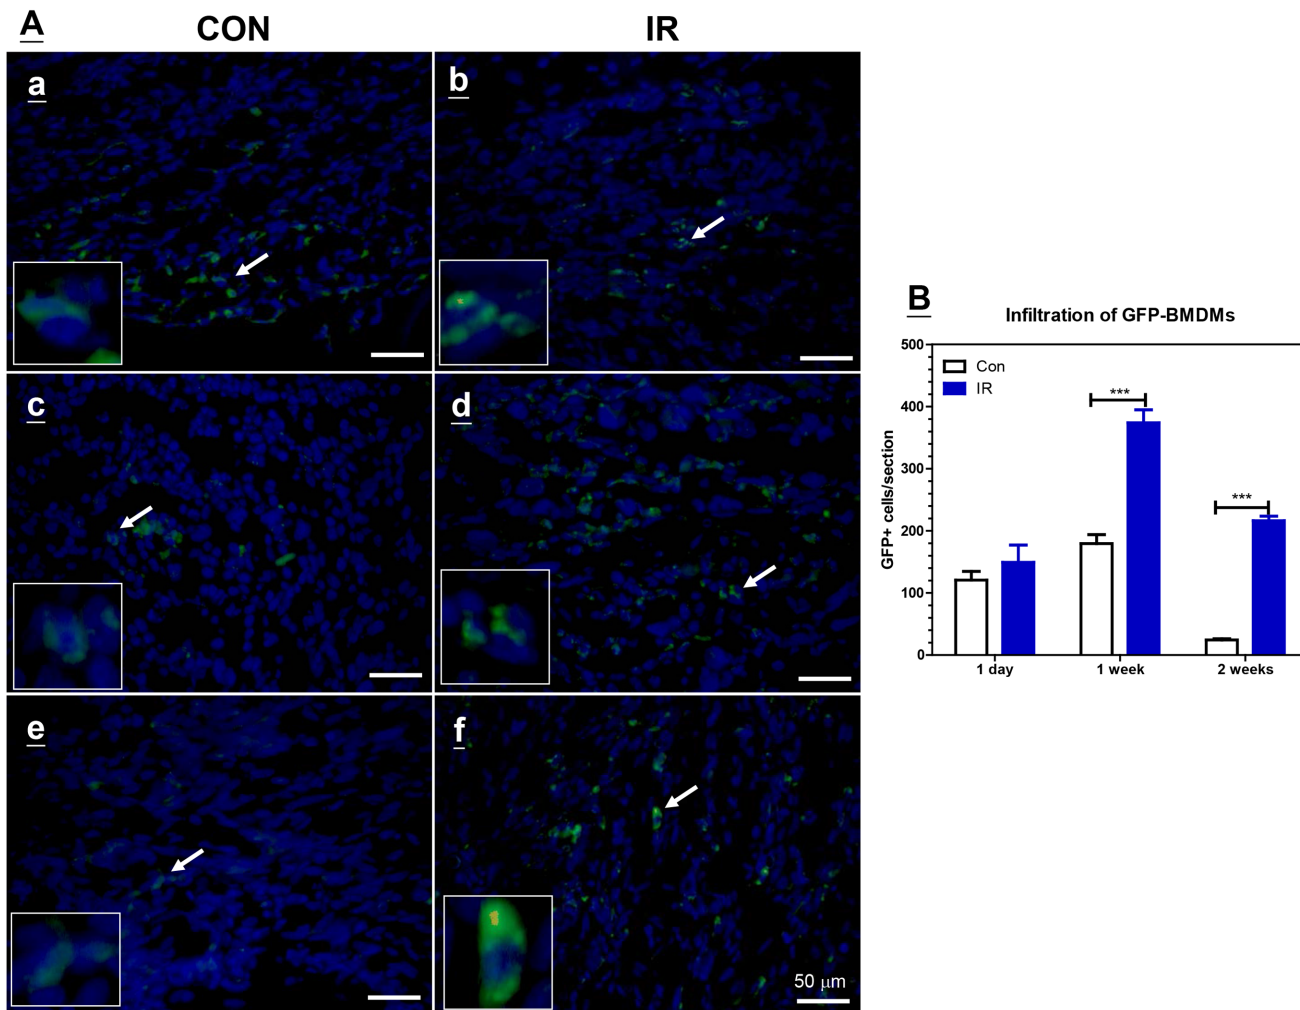 A
CON
IR
a
b
c
d
e
f
50 μm
B
Infiltration of GFP-BMDMs
GFP+ cells/section
500
400
300
200
100
0
Con
IR
***
***
1 day
1 week
2 weeks